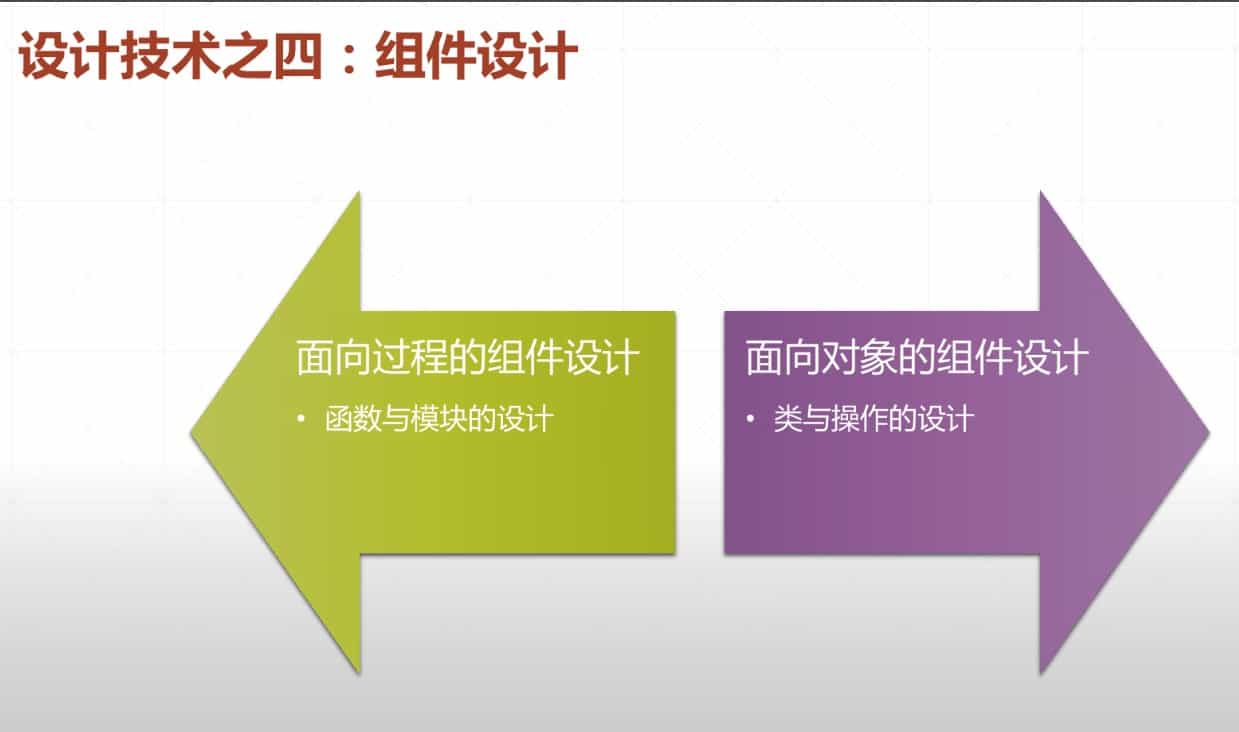 设计技术之四：组件设计
面向过程的组件设计
• 函数与模块的设计
面向对象的组件设计
• 类与操作的设计